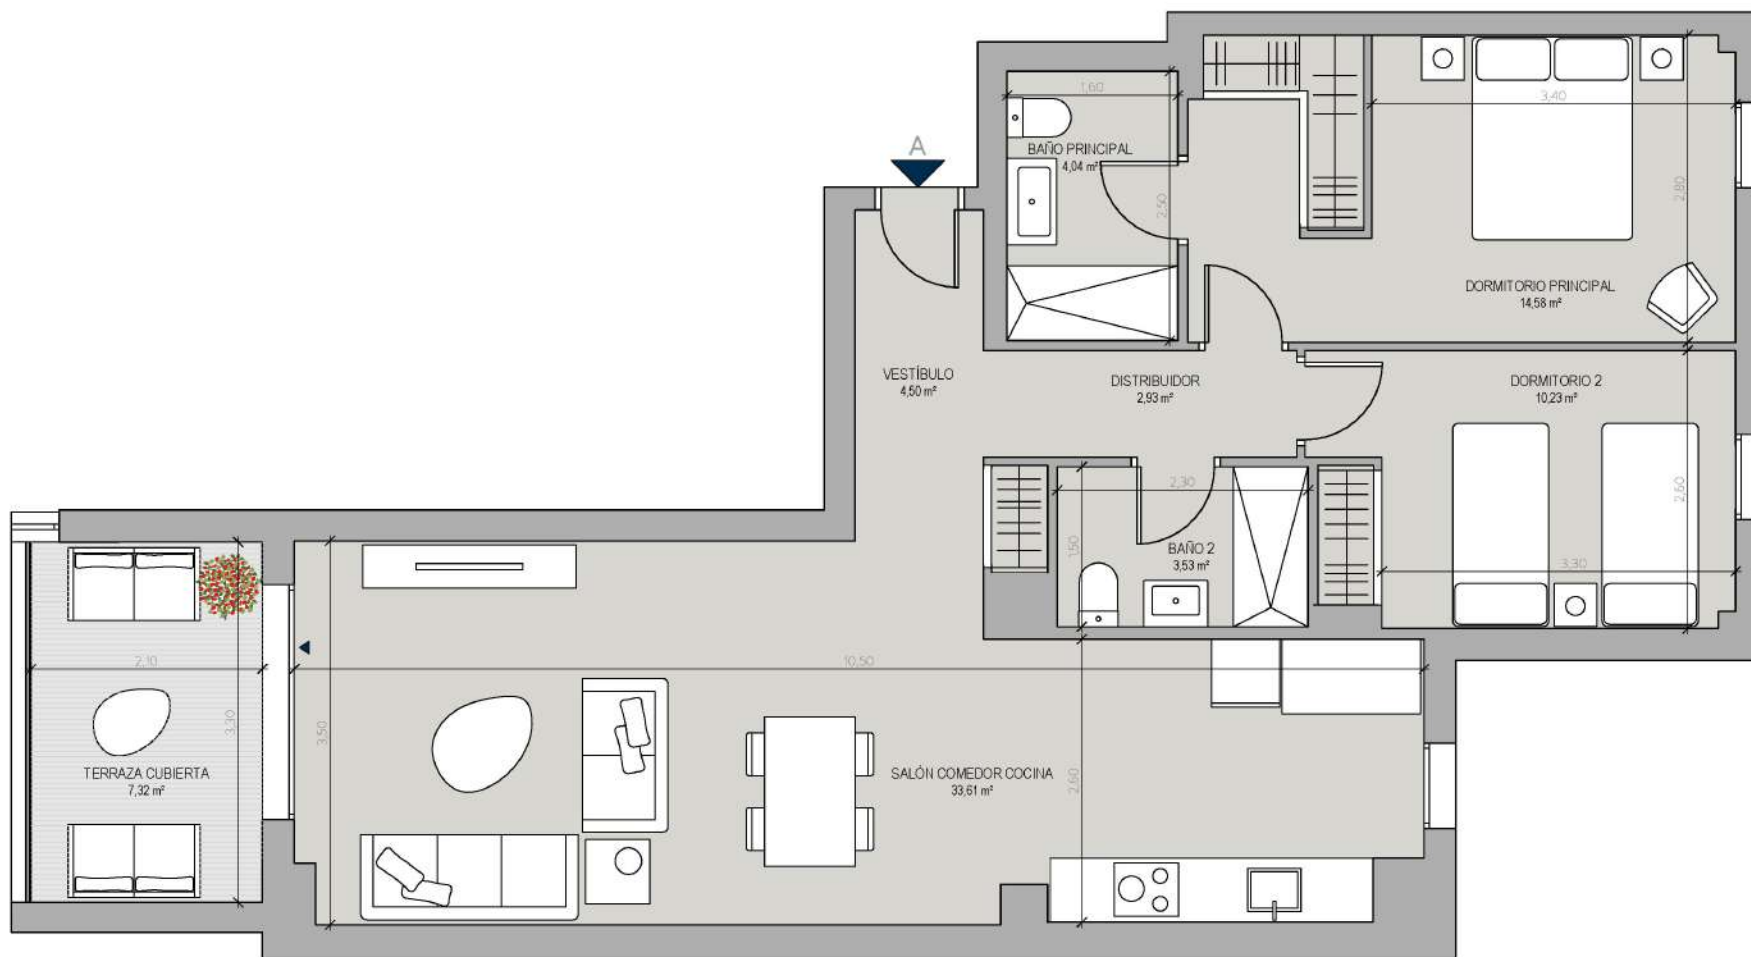 1,60
3,40
A
BAÑO PRINCIPAL
4,04 m²
2,50
2,80
DORMITORIO PRINCIPAL
14,58 m²
VESTÍBULO
4,50 m²
DISTRIBUIDOR
2,93 m²
DORMITORIO 2
10,23 m²
2,30
2,60
1,50
BAÑO 2
3,53 m²
3,30
2,10
10,50
3,30
3,50
TERRAZA CUBIERTA
7,32 m²
SALÓN COMEDOR COCINA
33,61 m²
2,60